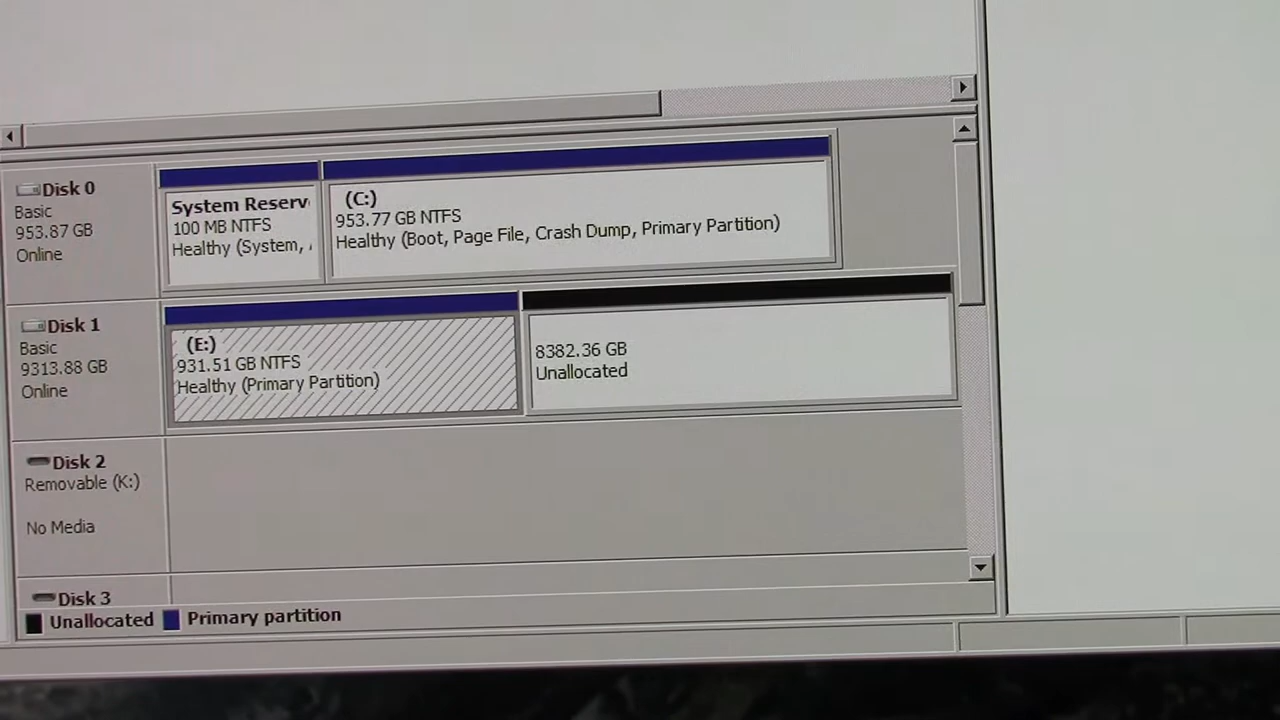 Disk 0
Basic
953.87 GB
Online
System Reserv
100 MB NTFS
Healthy (System,
(C:)
953.77 GB NTFS
Healthy (Boot, Page File, Crash Dump, Primary Partition)
Disk 1
Basic
9313.88 GB
Online
(E:)
931.51 GB NTFS
Healthy (Primary Partition)
8382.36 GB
Unallocated
Disk 2
Removable (K:)
No Media
Disk 3
Unallocated Primary partition